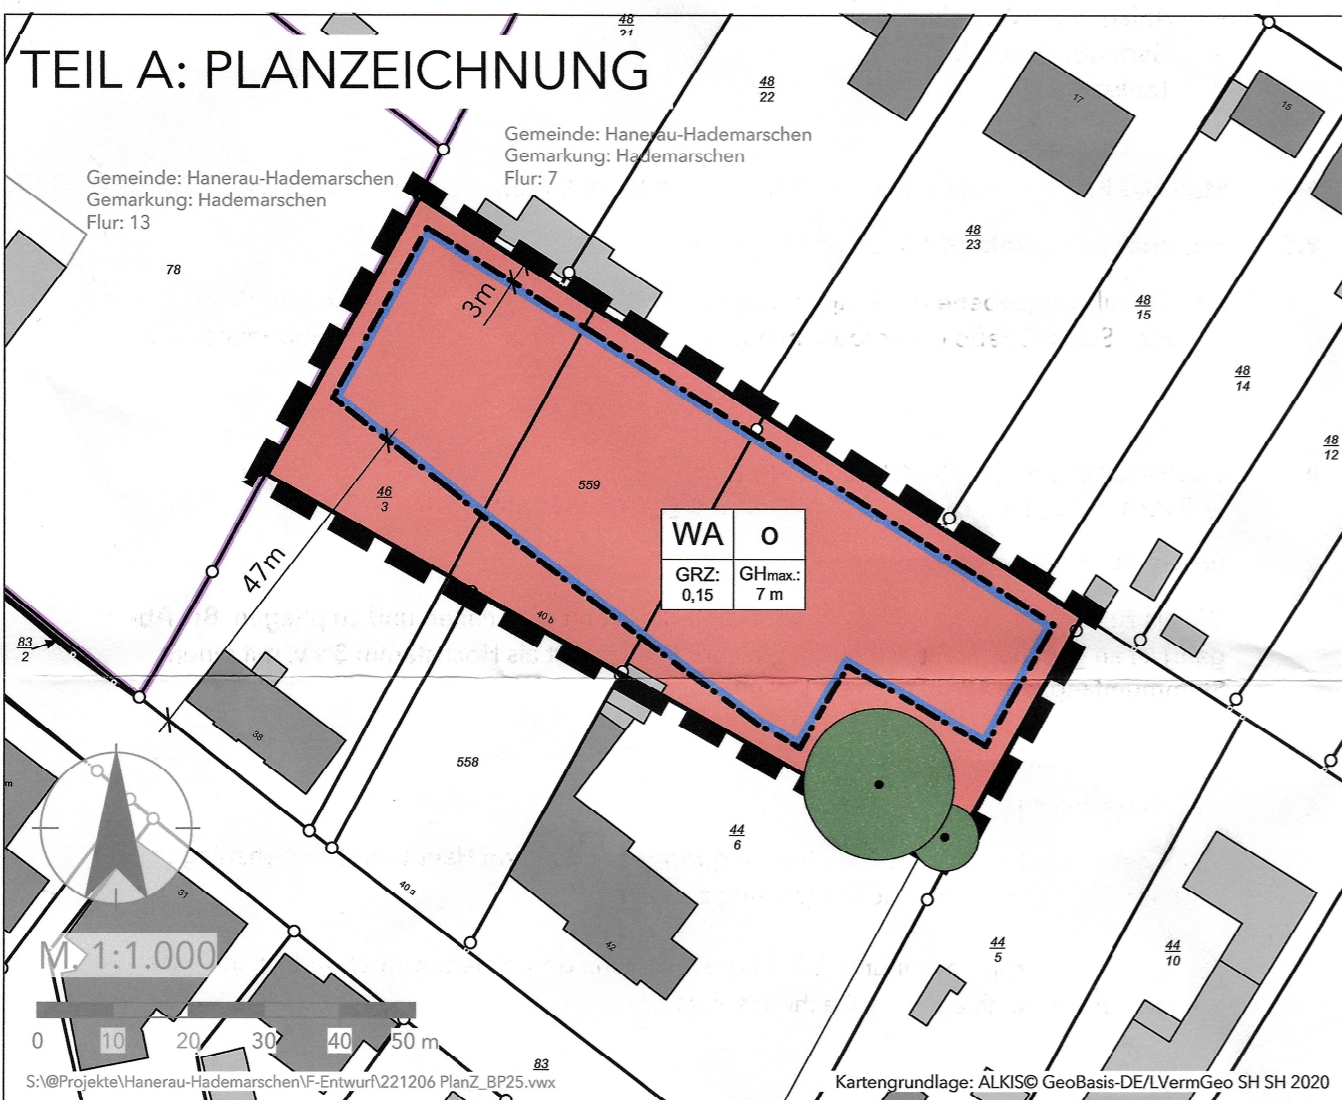 48
21
TEIL A: PLANZEICHNUNG
48
22
17
15
Gemeinde: Hanerau-Hademarschen
Gemarkung: Hademarschen
Flur: 7
Gemeinde: Hanerau-Hademarschen
Gemarkung: Hademarschen
Flur: 13
78
48
23
48
15
48
14
48
12
3m
46
3
559
WA
o
GRZ:
0,15
GHmax.:
7 m
47m
40 b
83
2
38
558
44
6
31
40 a
42
44
5
44
10
M. 1:1.000
0 10 20 30 40 50 m
83
S:\@Projekte\Hanerau-Hademarschen\F-Entwurf\221206 PlanZ_BP25.vwx
Kartengrundlage: ALKIS© GeoBasis-DE/LVermGeo SH SH 2020